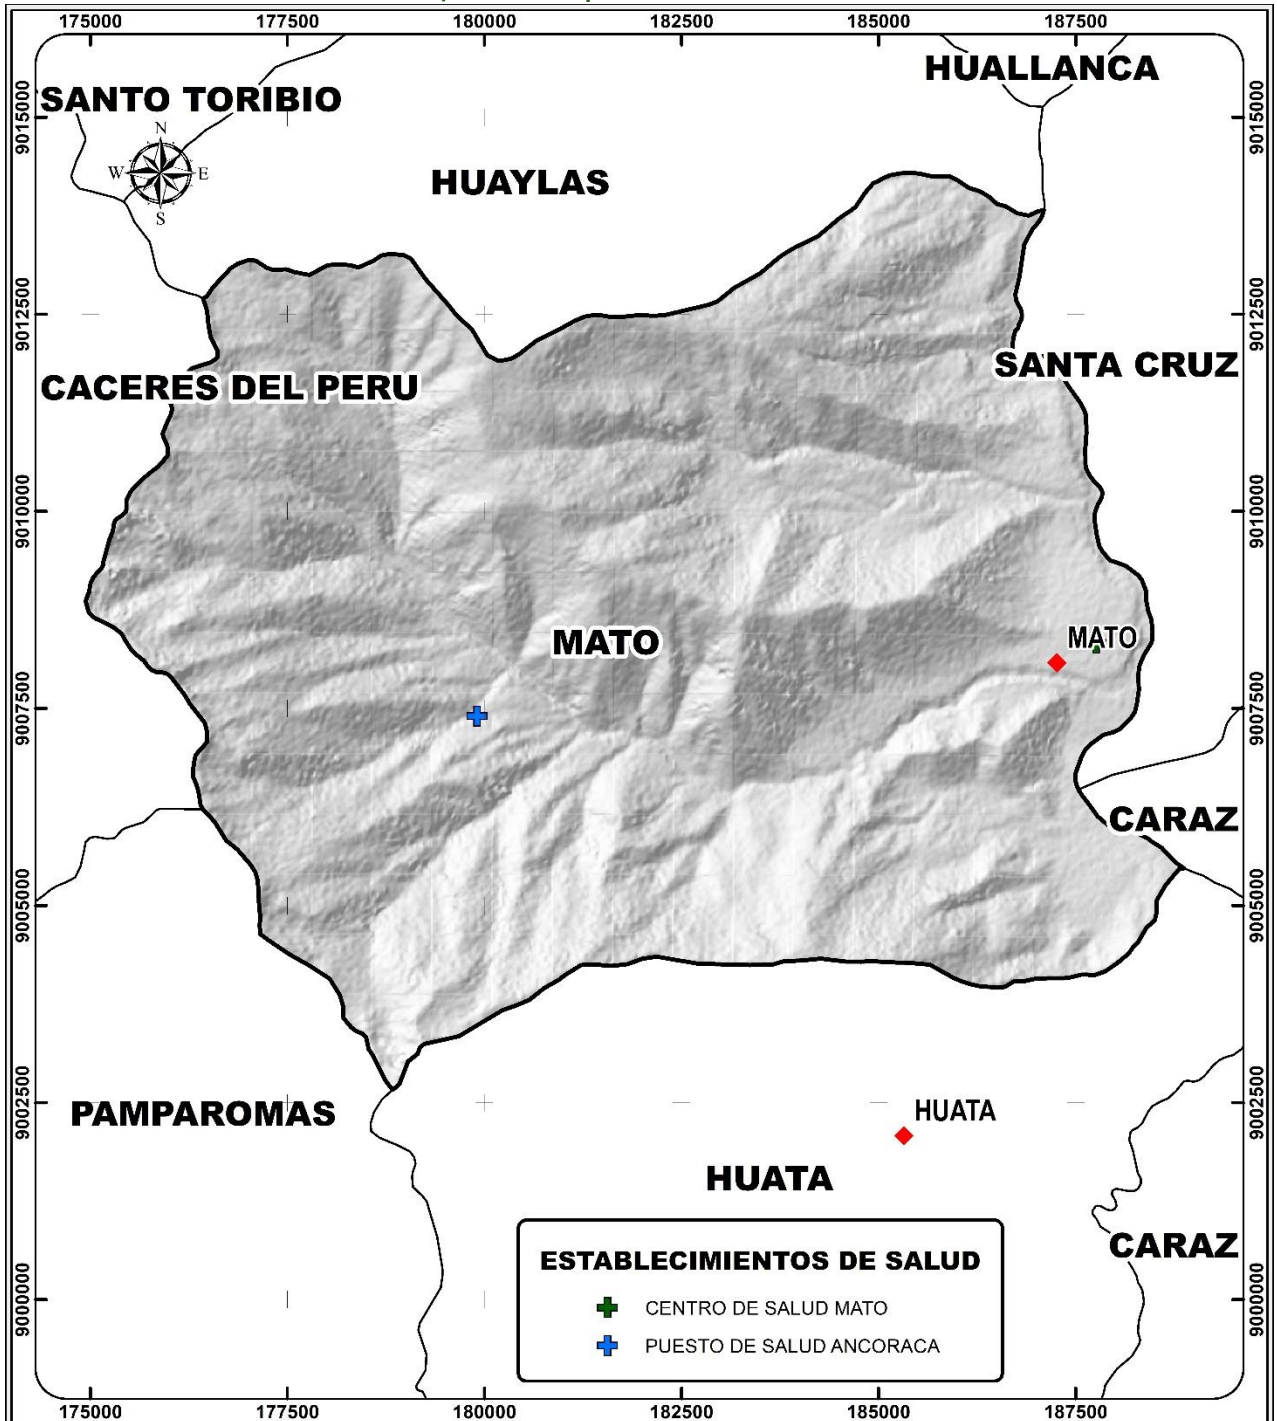 175000 177500 180000 182500 185000 187500
HUALLANCA
SANTO TORIBIO
9015000 9015000
N
W E
S
HUAYLAS
9012500 9012500
SANTA CRUZ
CACERES DEL PERU
9010000 9010000
MATO
MATO
9007500 9007500
CARAZ
9005000 9005000
PAMPAROMAS
9002500 9002500
HUATA
HUATA
CARAZ
ESTABLECIMIENTOS DE SALUD
CENTRO DE SALUD MATO
PUESTO DE SALUD ANCORACA
9000000 9000000
175000 177500 180000 182500 185000 187500